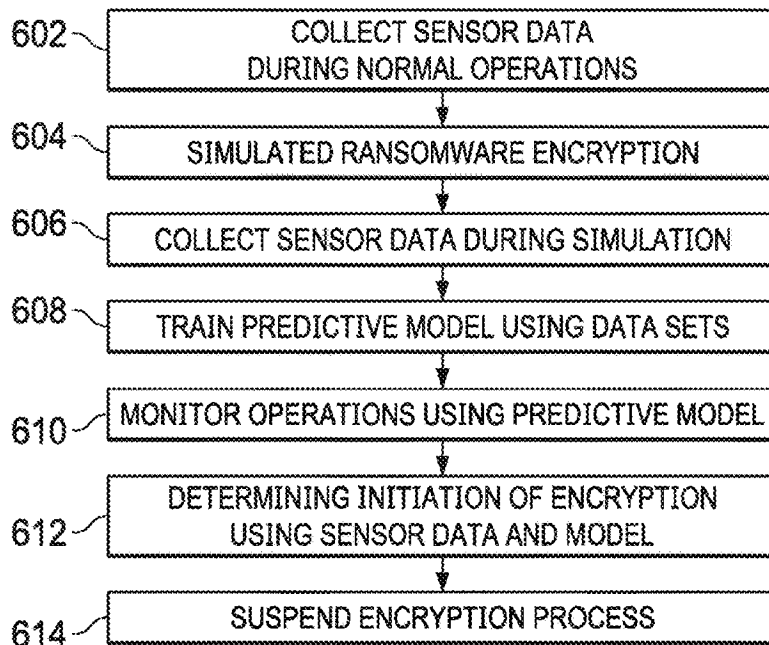 602
COLLECT SENSOR DATA
DURING NORMAL OPERATIONS
604
SIMULATED RANSOMWARE ENCRYPTION
606
COLLECT SENSOR DATA DURING SIMULATION
608
TRAIN PREDICTIVE MODEL USING DATA SETS
610
MONITOR OPERATIONS USING PREDICTIVE MODEL
612
DETERMINING INITIATION OF ENCRYPTION
USING SENSOR DATA AND MODEL
614
SUSPEND ENCRYPTION PROCESS